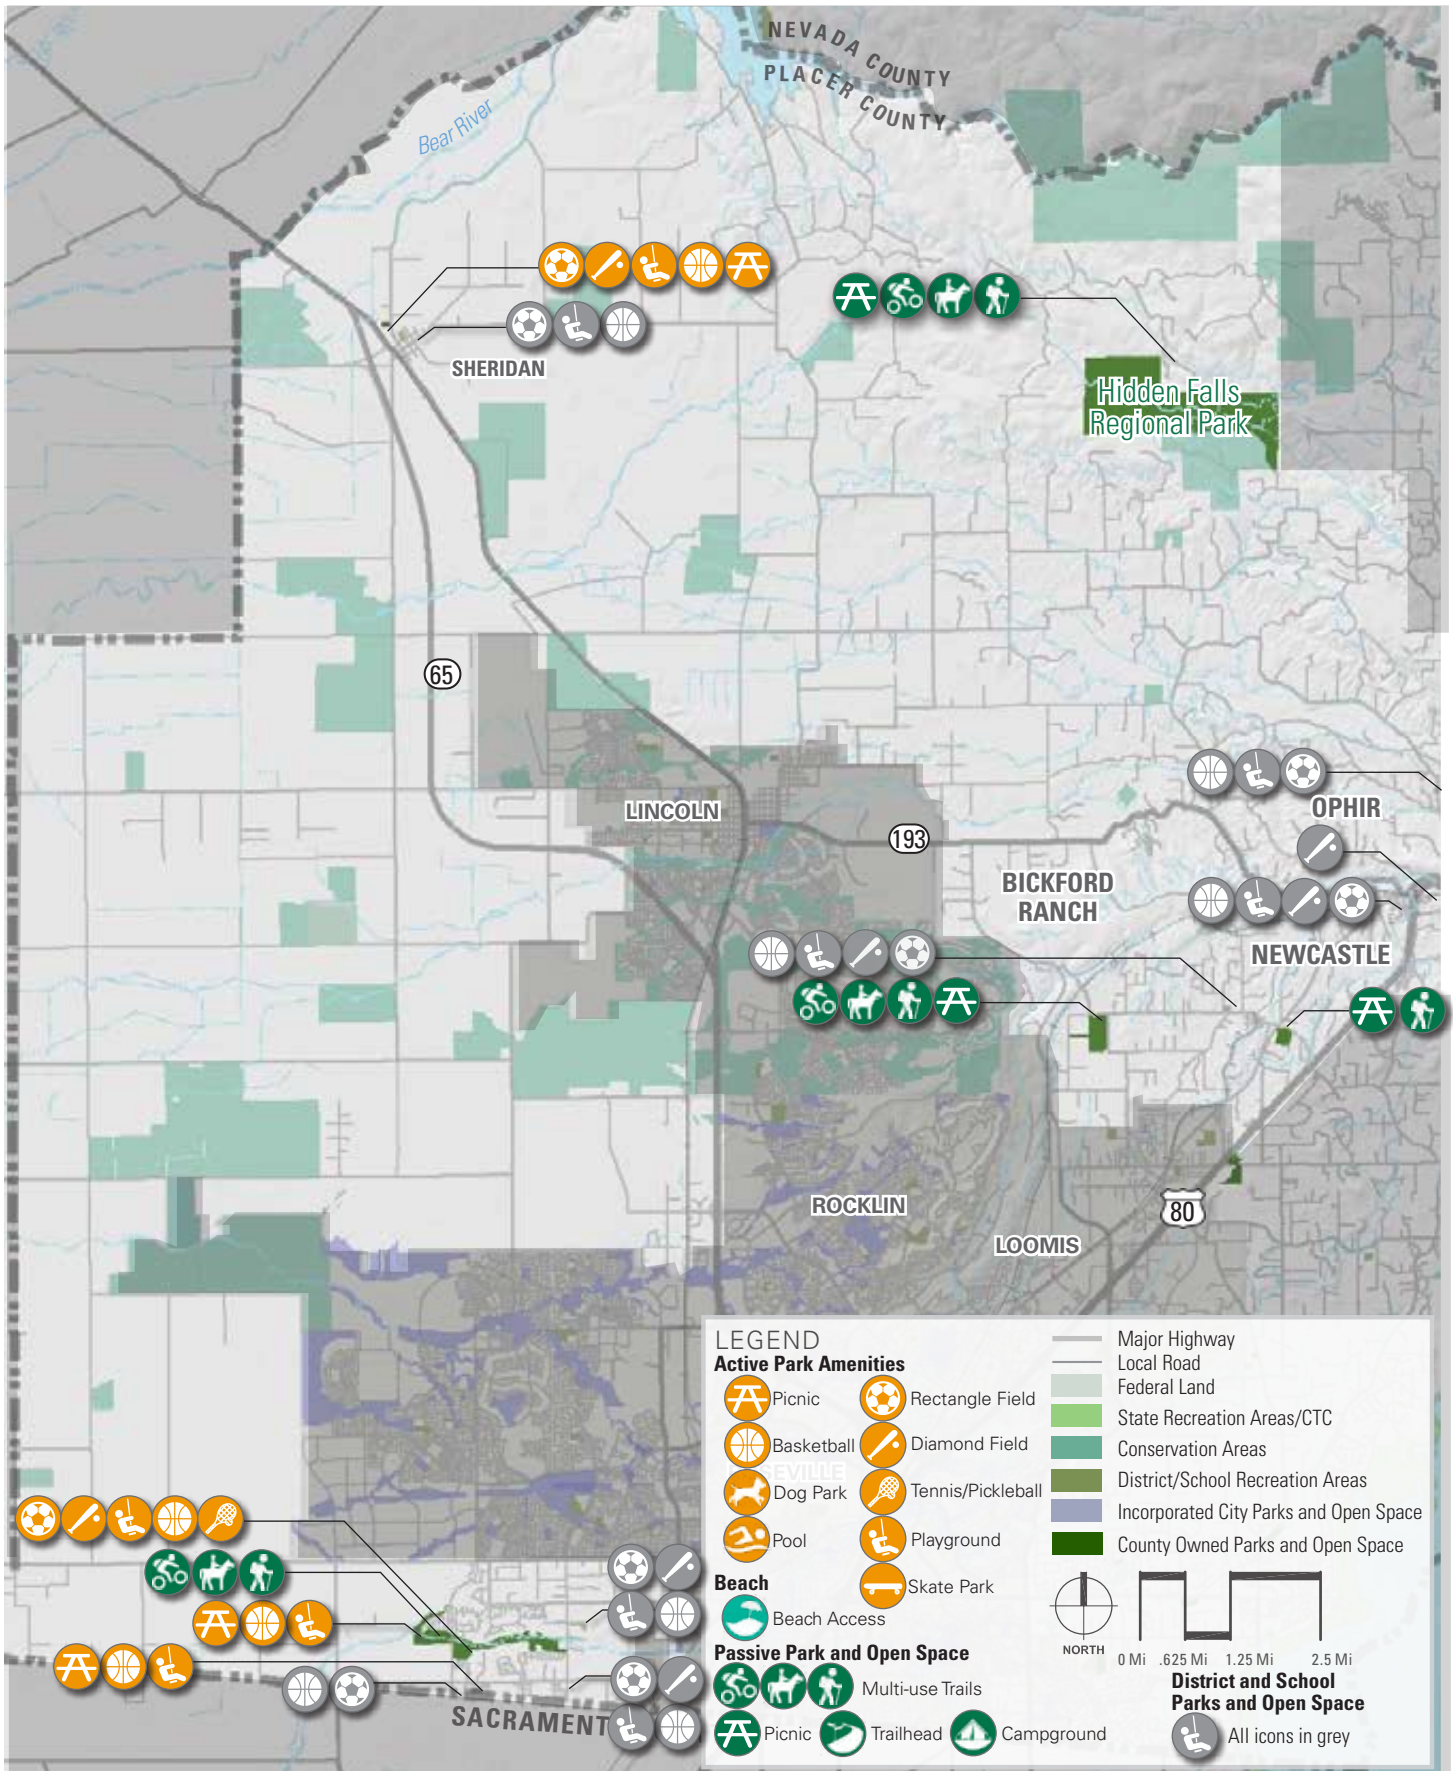 NEVADA COUNTY
PLACER COUNTY
Bear River
SHERIDAN
Hidden Falls
Regional Park
65
LINCOLN
193
OPHIR
BICKFORD
RANCH
NEWCASTLE
ROCKLIN
80
LOOMIS
SACRAMENT
LEGEND
Active Park Amenities
Picnic
Rectangle Field
Basketball
Diamond Field
SEVILLE
Dog Park
Tennis/Pickleball
Pool
Playground
Skate Park
Beach
Beach Access
Passive Park and Open Space
Multi-use Trails
Picnic
Trailhead
Campground
Major Highway
Local Road
Federal Land
State Recreation Areas/CTC
Conservation Areas
District/School Recreation Areas
Incorporated City Parks and Open Space
County Owned Parks and Open Space
NORTH
0 Mi .625 Mi 1.25 Mi 2.5 Mi
District and School
Parks and Open Space
All icons in grey